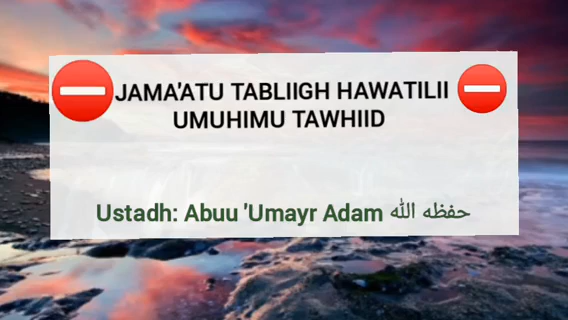 JAMA'ATU TABLIIGH HAWATILII
UMUHIMU TAWHIID
Ustadh: Abuu 'Umayr Adam حفظه الله